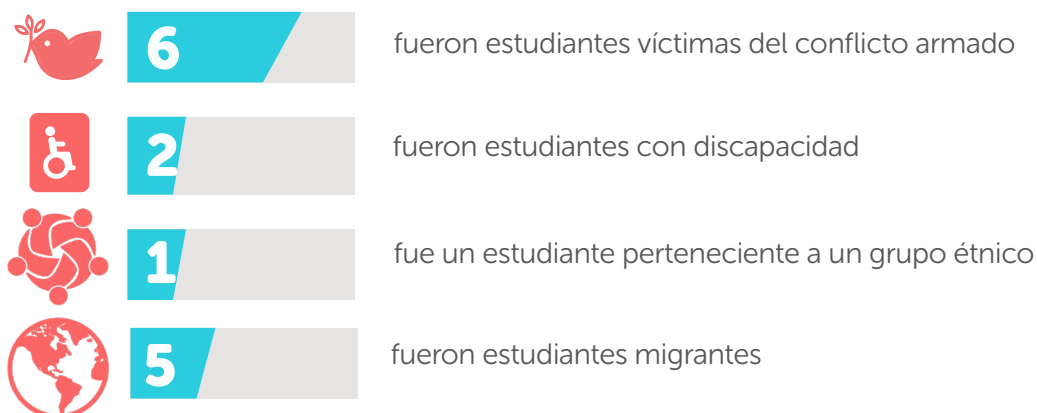 6 fueron estudiantes víctimas del conflicto armado
2 fueron estudiantes con discapacidad
1 fue un estudiante perteneciente a un grupo étnico
5 fueron estudiantes migrantes